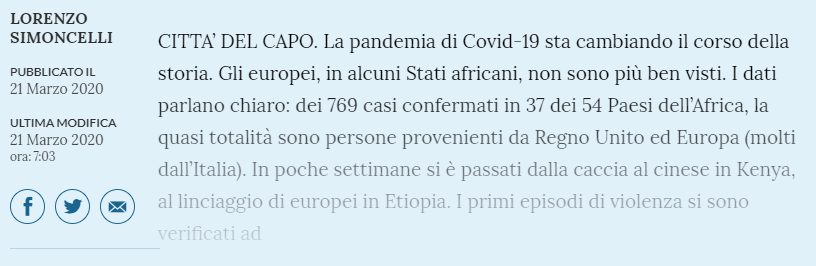 LORENZO
SIMONCELLI
PUBBLICATO IL
21 Marzo 2020
ULTIMA MODIFICA
21 Marzo 2020
ora: 7:03
CITTA’ DEL CAPO. La pandemia di Covid-19 sta cambiando il corso della
storia. Gli europei, in alcuni Stati africani, non sono più ben visti. I dati
parlano chiaro: dei 769 casi confermati in 37 dei 54 Paesi dell’Africa, la
quasi totalità sono persone provenienti da Regno Unito ed Europa (molti
dall’Italia). In poche settimane si è passati dalla caccia al cinese in Kenya,
al linciaggio di europei in Etiopia. I primi episodi di violenza si sono
verificati ad